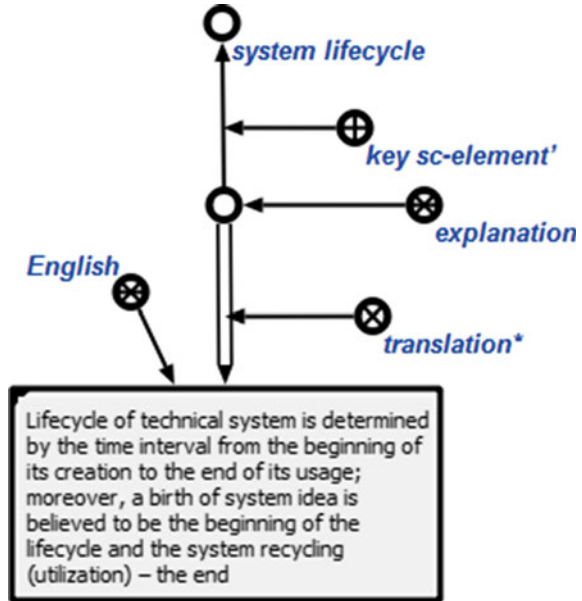 system lifecycle
key sc-element'
explanation
English
translation*
Lifecycle of technical system is determined
by the time interval from the beginning of
its creation to the end of its usage;
moreover, a birth of system idea is
believed to be the beginning of the
lifecycle and the system recycling
(utilization) – the end